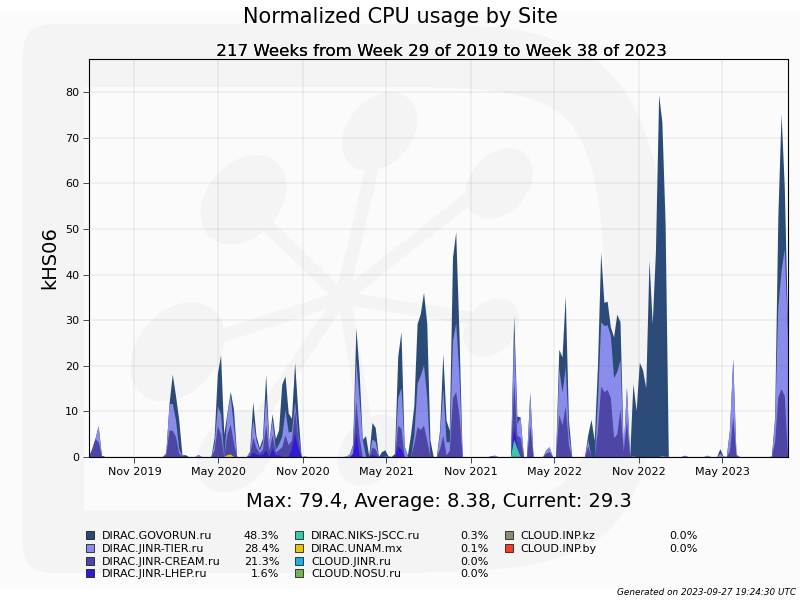 Normalized CPU usage by Site
217 Weeks from Week 29 of 2019 to Week 38 of 2023
kHS06
80
70
60
50
40
30
20
10
0
Nov 2019 May 2020 Nov 2020 May 2021 Nov 2021 May 2022 Nov 2022 May 2023
Max: 79.4, Average: 8.38, Current: 29.3
DIRAC.GOVORUN.ru 48.3% DIRAC.NIKS-JSCC.ru 0.3% CLOUD.INP.kz 0.0%
DIRAC.JINR-TIER.ru 28.4% DIRAC.UNAM.mx 0.1% CLOUD.INP.by 0.0%
DIRAC.JINR-CREAM.ru 21.3% CLOUD.JINR.ru 0.0%
DIRAC.JINR-LHEP.ru 1.6% CLOUD.NOSU.ru 0.0%
Generated on 2023-09-27 19:24:30 UTC